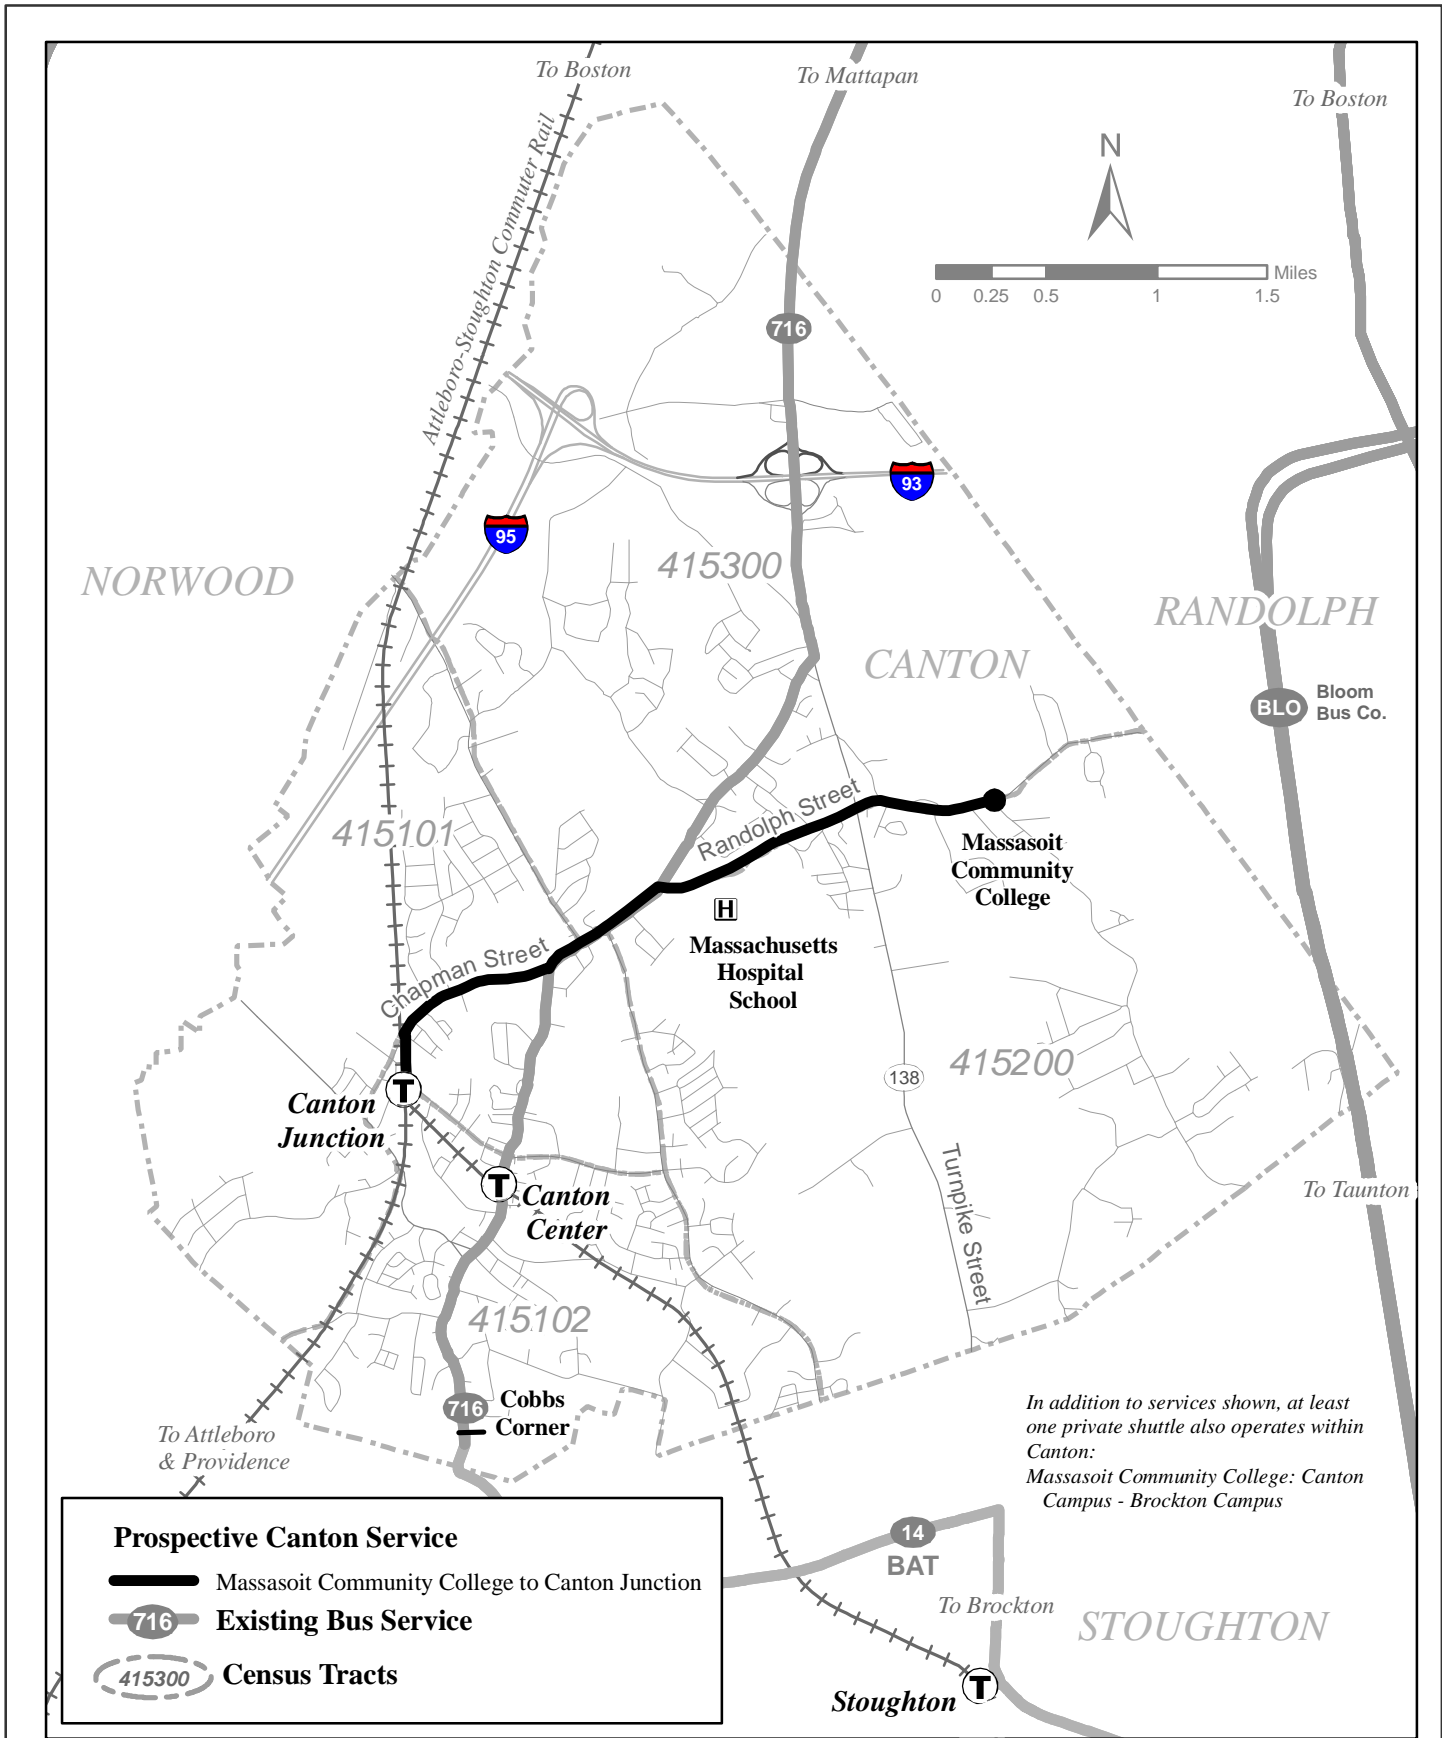 To Boston
To Mattapan
To Boston
Attleboro-Stoughton Commuter Rail
N
Miles
0 0.25 0.5 1 1.5
716
93
95
415300
NORWOOD
RANDOLPH
CANTON
BLO
Bloom
Bus Co.
Randolph Street
415101
Massasoit
Community
College
H
Massachusetts
Hospital
School
Chapman Street
415200
138
T
Canton
Junction
Turnpike Street
T
Canton
Center
To Taunton
415102
716
Cobbs
Corner
In addition to services shown, at least
one private shuttle also operates within
Canton:
Massasoit Community College: Canton
Campus - Brockton Campus
To Attleboro
& Providence
14
BAT
To Brockton
STOUGHTON
T
Stoughton
Prospective Canton Service
Massasoit Community College to Canton Junction
716 Existing Bus Service
415300 Census Tracts